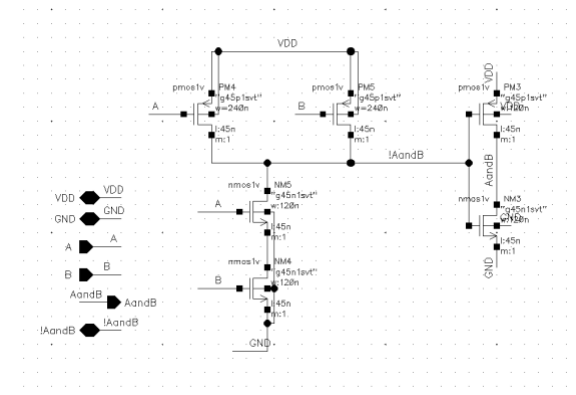 VDD
pmos1v PM4
"g45p1svt"
w=240n
A
l:45n
m:1
pmos1v PM5
"g45p1svt"
w=240n
B
l:45n
m:1
VDD
pmos1v PM3
"g45p1svt"
l:45n
m:1
!AandB
AandB
nmos1v NM5
"g45n1svt"
w:120n
A
l:45n
m:1
nmos1v NM3
"g45n1svt"
l:45n
m:1
GND
nmos1v NM4
"g45n1svt"
w:120n
B
l:45n
m:1
GND
VDD VDD
GND GND
A A
B B
AandB AandB
!AandB !AandB